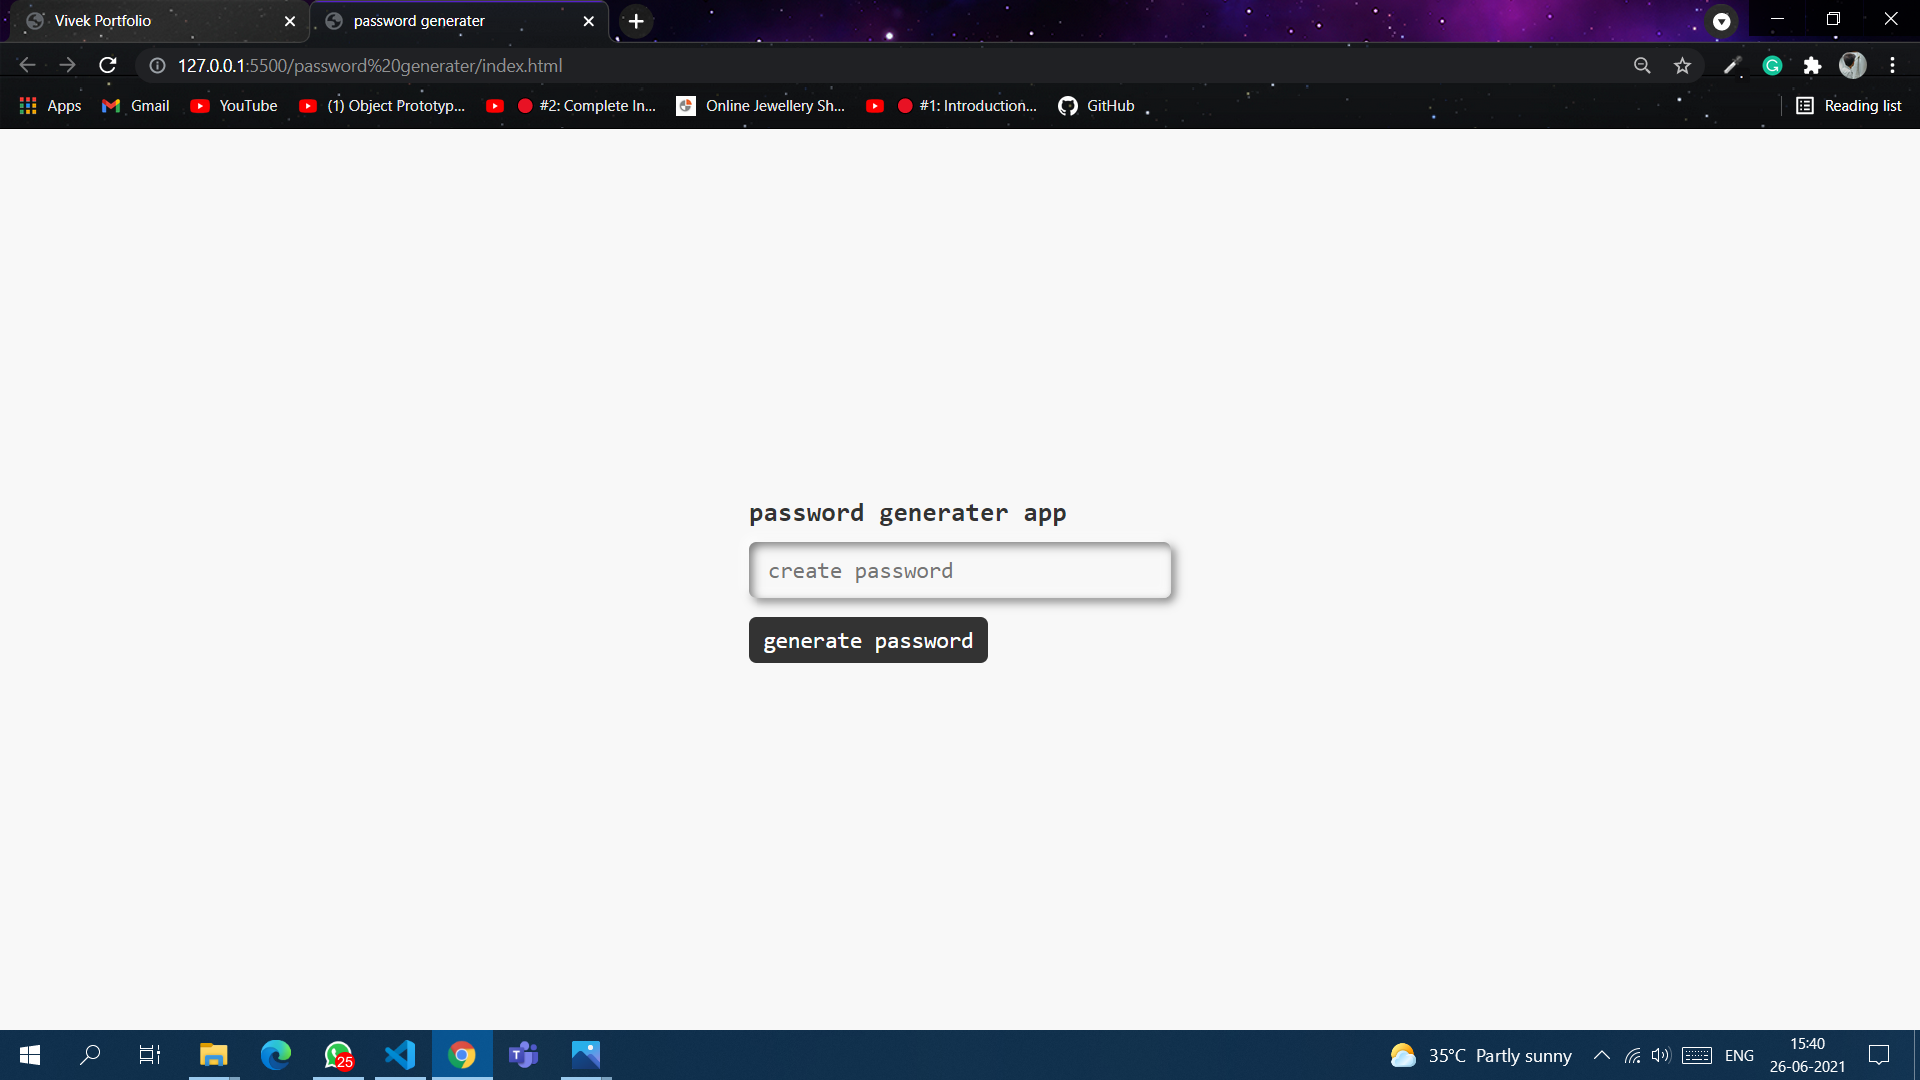 Vivek Portfolio
password generater
127.0.0.1:5500/password%20generater/index.html
Apps
Gmail
YouTube
(1) Object Prototyp...
#2: Complete In...
Online Jewellery Sh...
#1: Introduction...
GitHub
Reading list
password generater app
create password
generate password
25
35°C Partly sunny
ENG
15:40
26-06-2021